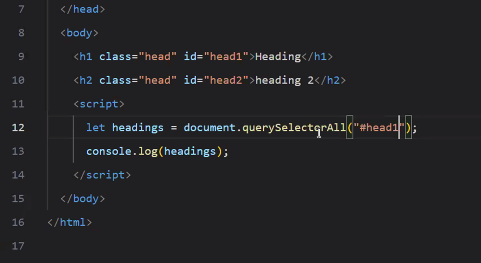 7 </head>
8 <body>
9 <h1 class="head" id="head1">Heading</h1>
10 <h2 class="head" id="head2">heading 2</h2>
11 <script>
12 let headings = document.querySelectorAll("#head1");
13 console.log(headings);
14 </script>
15 </body>
16 </html>
17